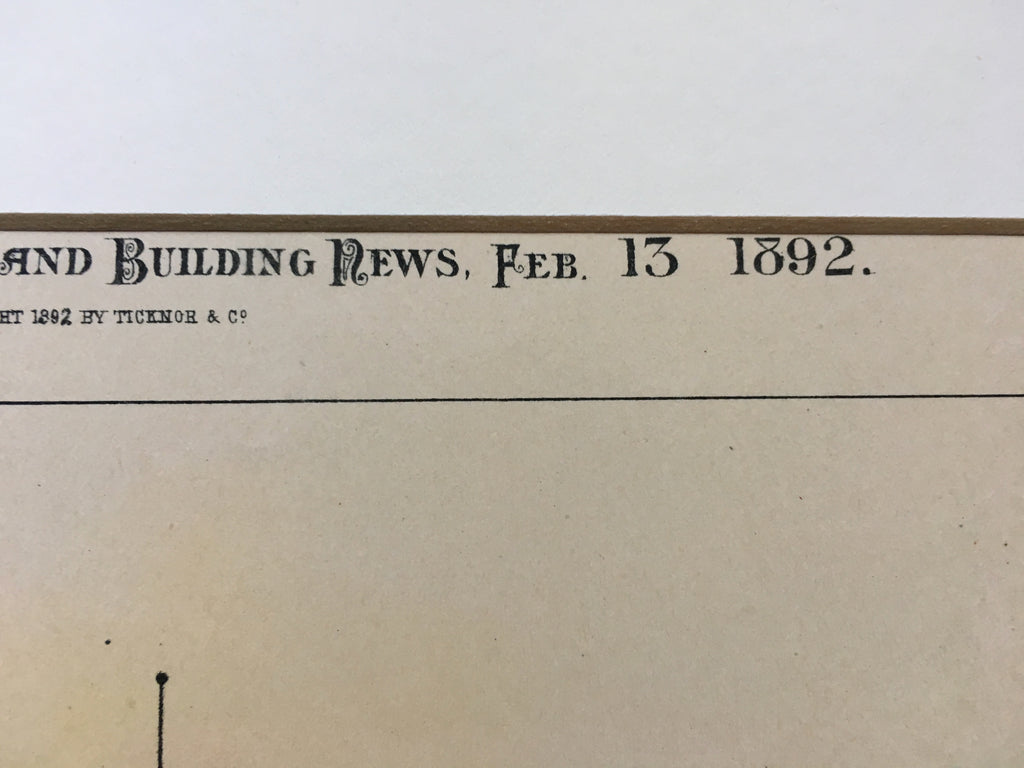 AND BUILDING NEWS, FEB. 13 1892.
HT 1892 BY TICKNOR & Cº